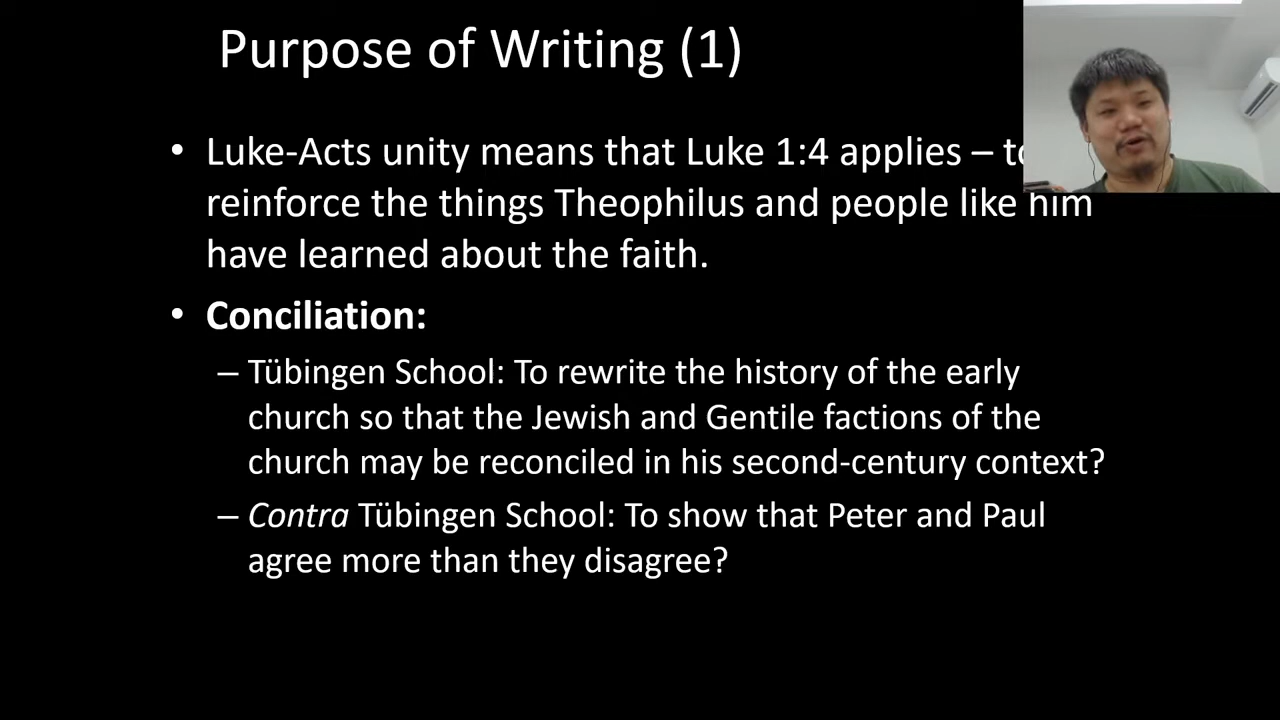 Purpose of Writing (1)
• Luke-Acts unity means that Luke 1:4 applies –
reinforce the things Theophilus and people like him
have learned about the faith.
• Conciliation:
– Tübingen School: To rewrite the history of the early
church so that the Jewish and Gentile factions of the
church may be reconciled in his second-century context?
– Contra Tübingen School: To show that Peter and Paul
agree more than they disagree?